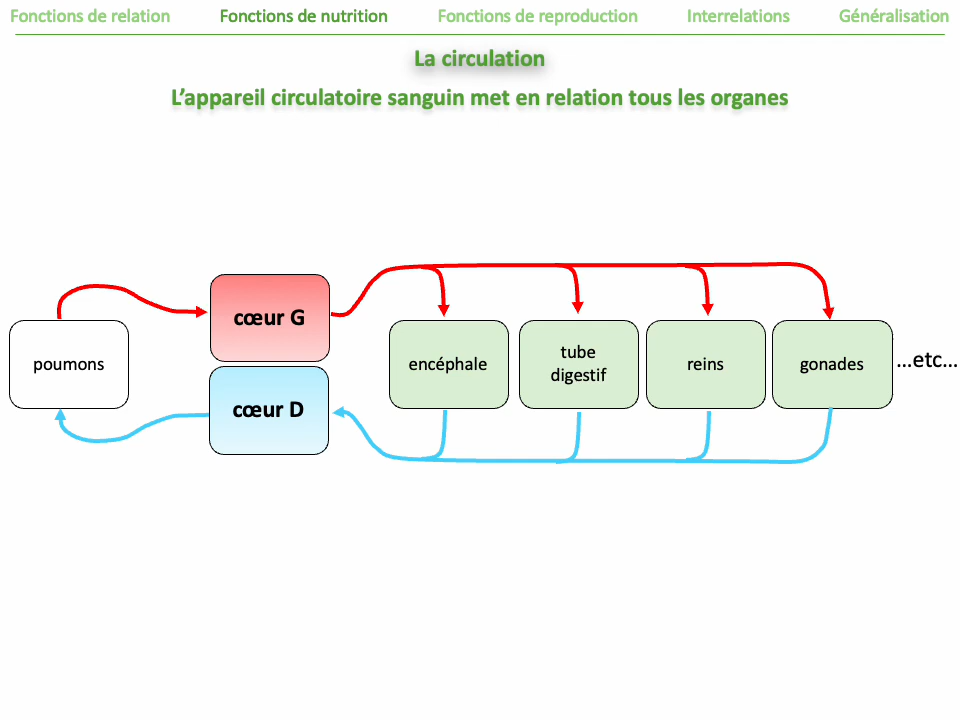 Fonctions de relation Fonctions de nutrition Fonctions de reproduction Interrelations Généralisation
La circulation
L’appareil circulatoire sanguin met en relation tous les organes
cœur G
poumons
encéphale
tube
digestif
reins
gonades
...etc...
cœur D